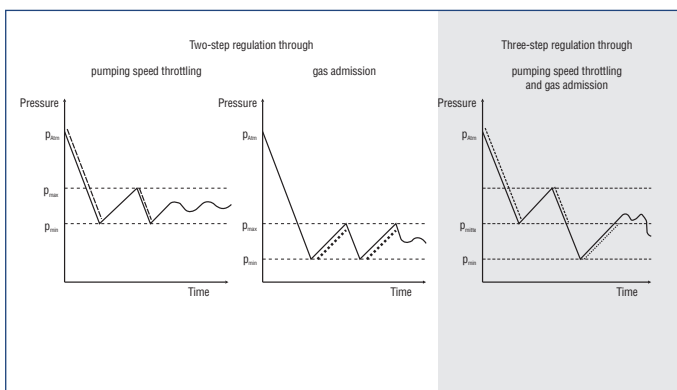 Two-step regulation through
pumping speed throttling
gas admission
Three-step regulation through
pumping speed throttling
and gas admission
Pressure
pAtm
pmax
pmin
Time
Pressure
pAtm
pmax
pmin
Time
Pressure
pAtm
pmitte
pmin
Time